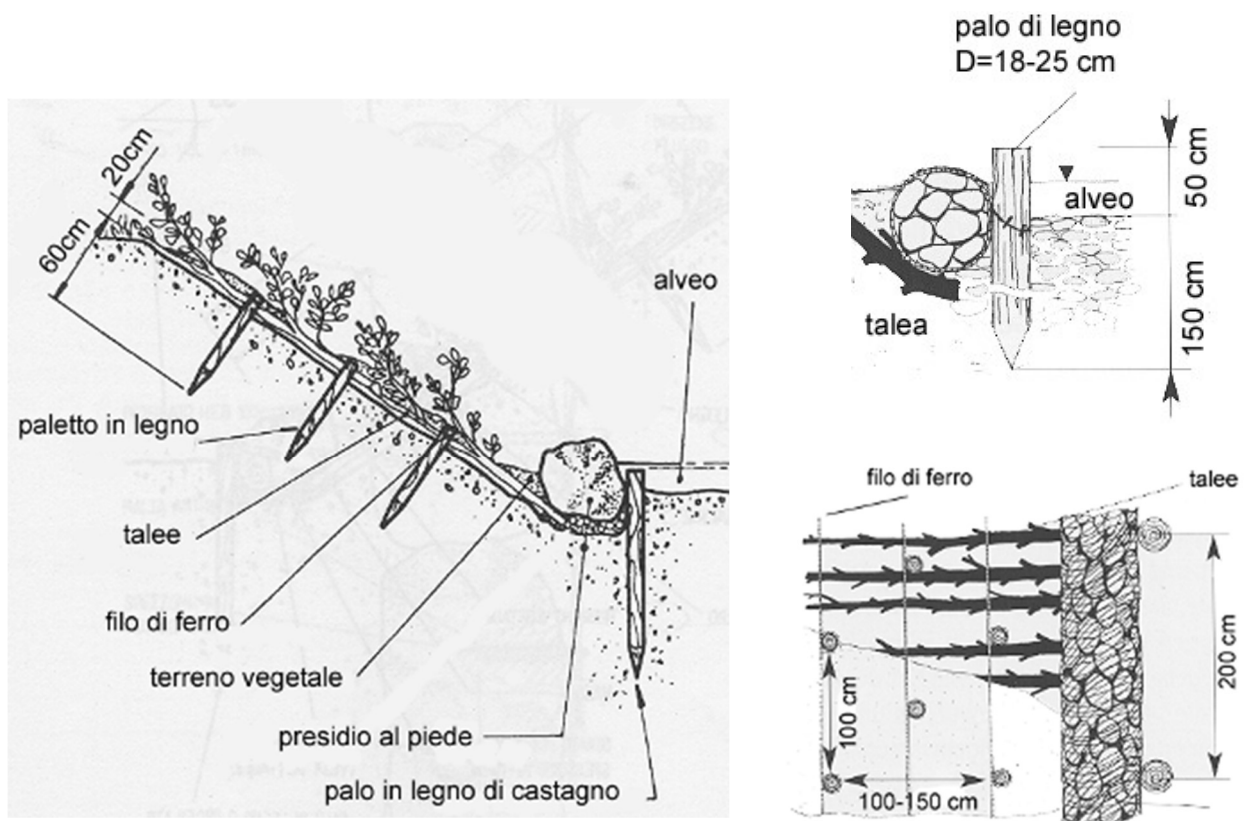 20cm
60cm
alveo
paletto in legno
talee
filo di ferro
terreno vegetale
presidio al piede
palo in legno di castagno
palo di legno
D=18-25 cm
50 cm
alveo
150 cm
talea
filo di ferro
talee
200 cm
100 cm
100-150 cm